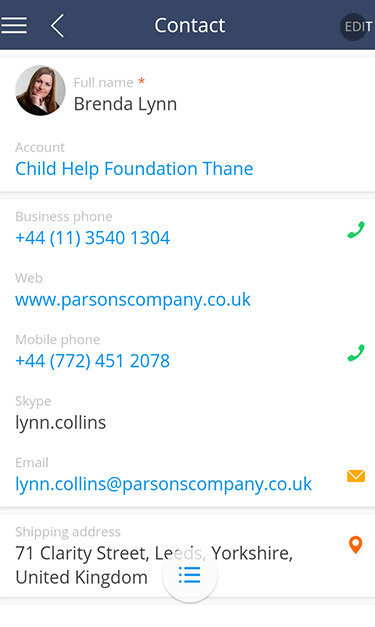 Contact
EDIT
Full name *
Brenda Lynn
Account
Child Help Foundation Thane
Business phone
+44 (11) 3540 1304
Web
www.parsonscompany.co.uk
Mobile phone
+44 (772) 451 2078
Skype
lynn.collins
Email
lynn.collins@parsonscompany.co.uk
Shipping address
71 Clarity Street, Leeds, Yorkshire,
United Kingdom